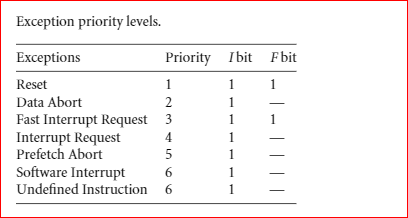 Exception priority levels.
Exceptions Priority I bit F bit
Reset 1 1 1
Data Abort 2 1 —
Fast Interrupt Request 3 1 1
Interrupt Request 4 1 —
Prefetch Abort 5 1 —
Software Interrupt 6 1 —
Undefined Instruction 6 1 —